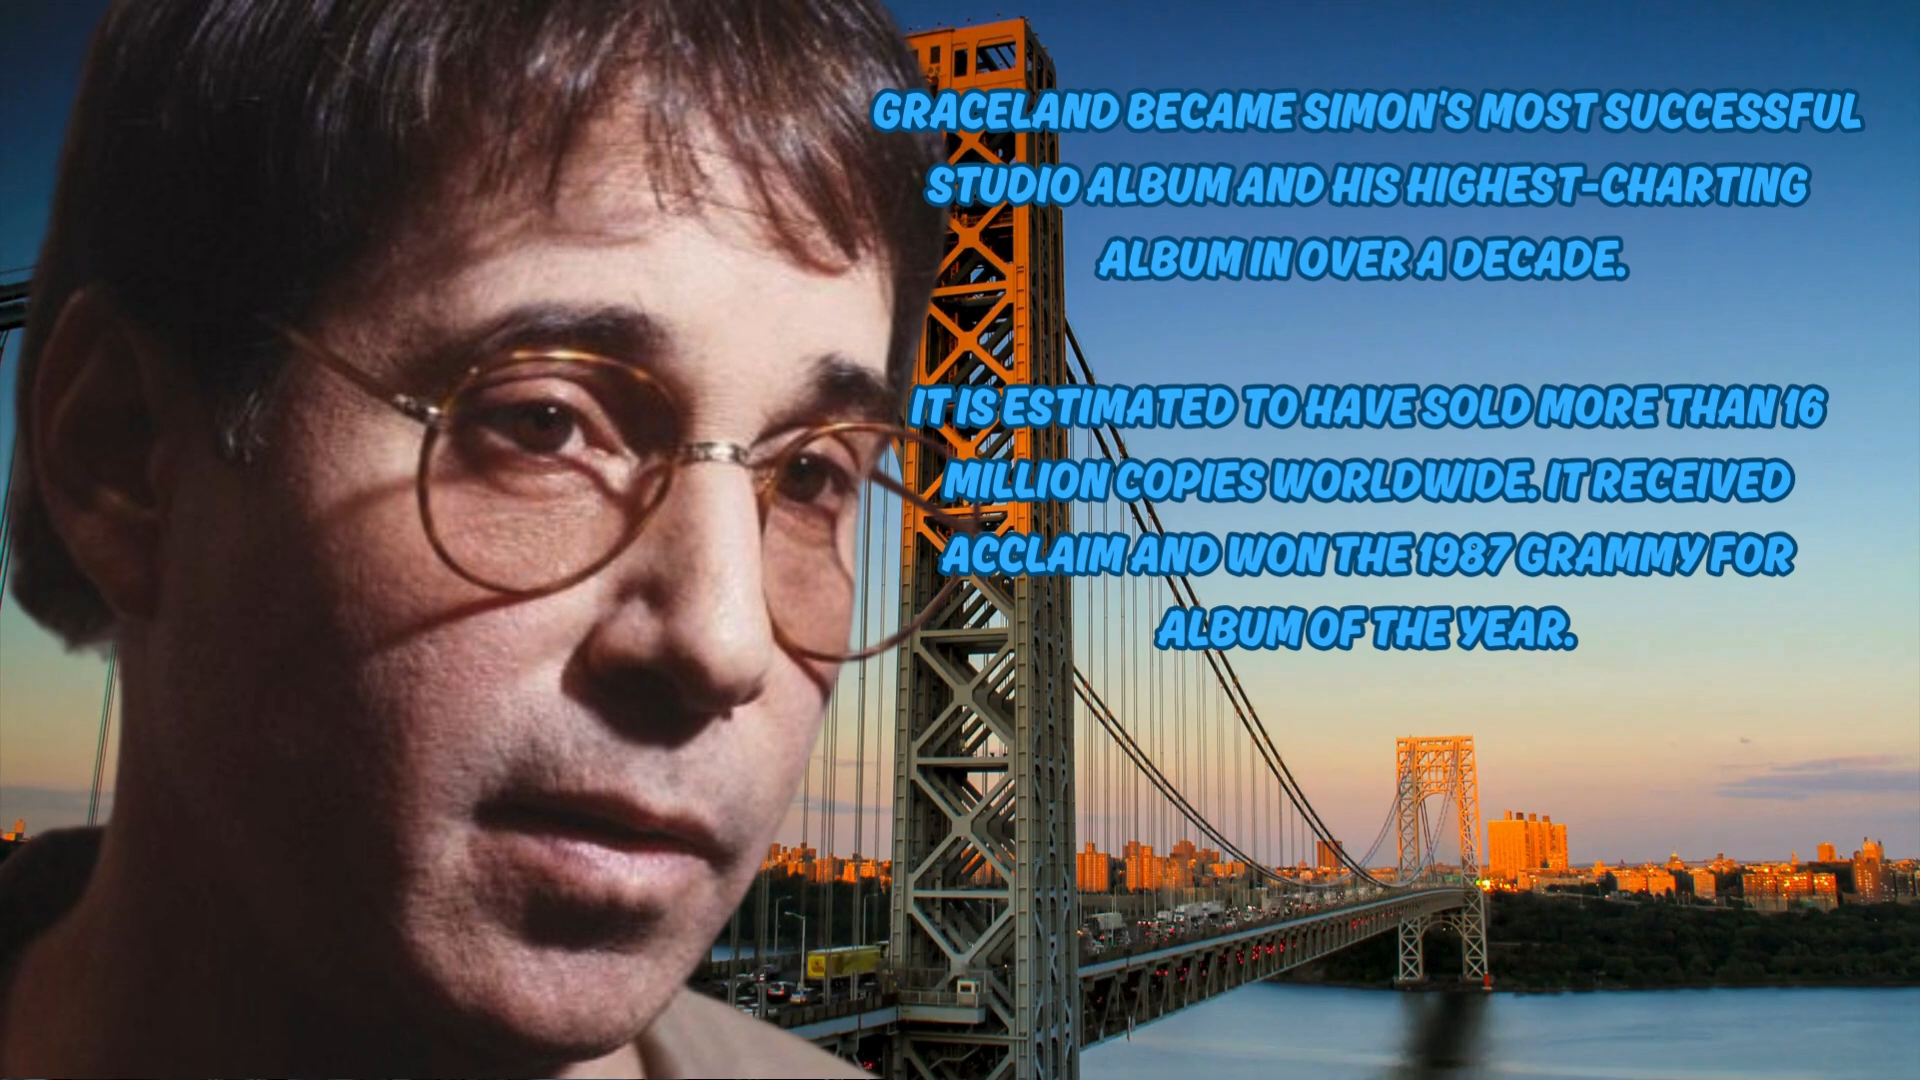 GRACELAND BECAME SIMON'S MOST SUCCESSFUL
STUDIO ALBUM AND HIS HIGHEST-CHARTING
ALBUM IN OVER A DECADE.
IT IS ESTIMATED TO HAVE SOLD MORE THAN 16
MILLION COPIES WORLDWIDE. IT RECEIVED
ACCLAIM AND WON THE 1987 GRAMMY FOR
ALBUM OF THE YEAR.